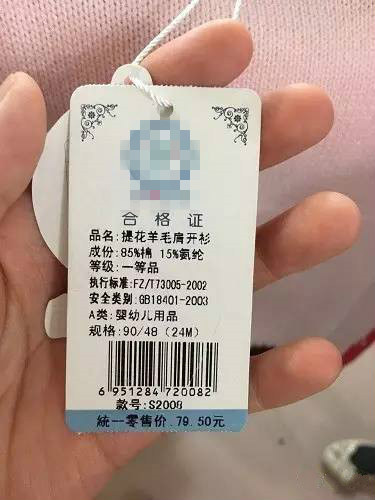 合格证
品名:提花羊毛肩开衫
成份:85%棉 15%氨纶
等级:一等品
执行标准:FZ/T73005-2002
安全类别:GB18401-2003
A类:婴幼儿用品
规格:90/48(24M)
6 951284 720082
款号:S2008
統一零售价.79.50元